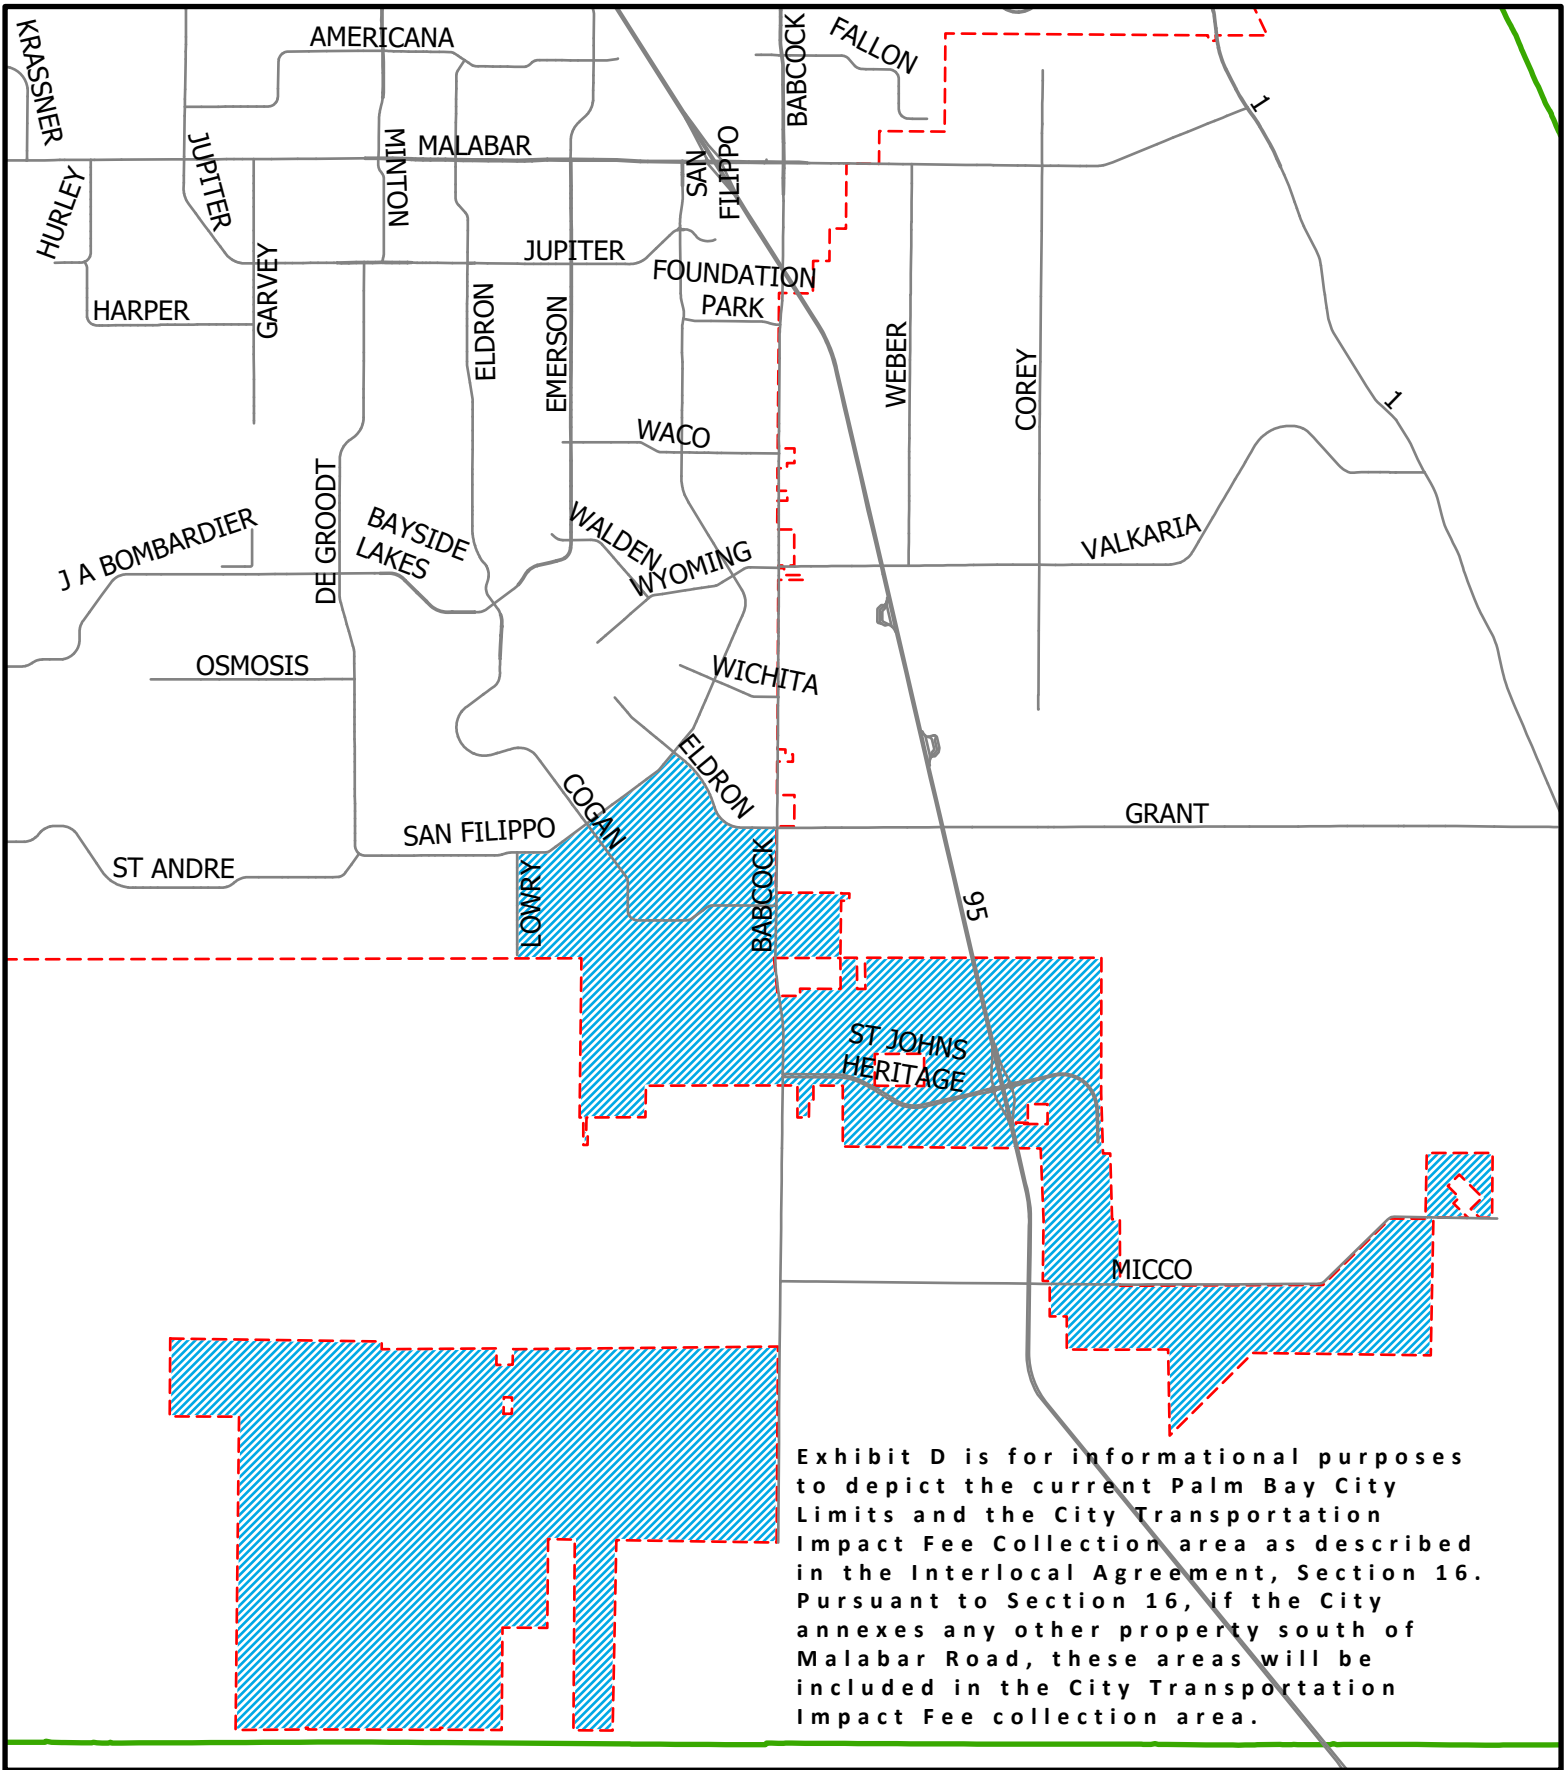 KRASSNER
AMERICANA
BABCOCK
FALLON
1
JUPITER
MINTON
MALABAR
SAN
FILIPPO
HURLEY
GARVEY
JUPITER
FOUNDATION
PARK
HARPER
ELDRON
EMERSON
WEBER
COREY
1
WACO
DE GROODT
J A BOMBARDIER
BAYSIDE
LAKES
WALDEN
WYOMING
VALKARIA
OSMOSIS
WICHITA
ELDRON
COGAN
SAN FILIPPO
GRANT
ST ANDRE
LOWRY
BABCOCK
95
ST JOHNS
HERITAGE
MICCO
Exhibit D is for informational purposes
to depict the current Palm Bay City
Limits and the City Transportation
Impact Fee Collection area as described
in the Interlocal Agreement, Section 16.
Pursuant to Section 16, if the City
annexes any other property south of
Malabar Road, these areas will be
included in the City Transportation
Impact Fee collection area.